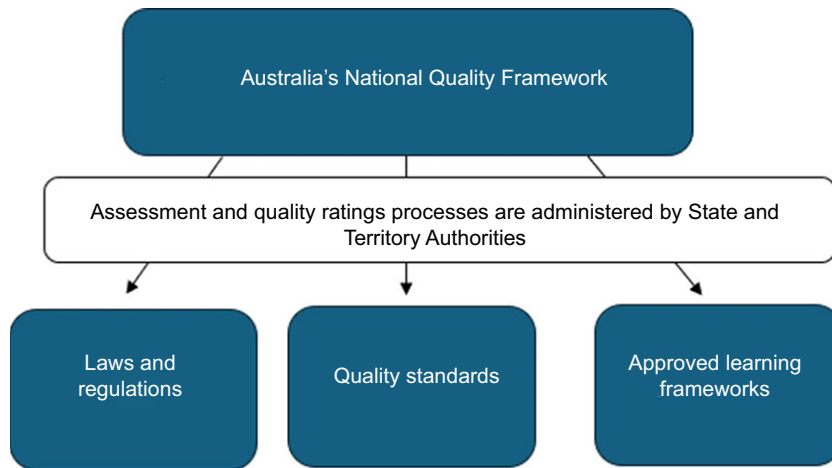 Australia’s National Quality Framework
Assessment and quality ratings processes are administered by State and
Territory Authorities
Laws and
regulations
Quality standards
Approved learning
frameworks